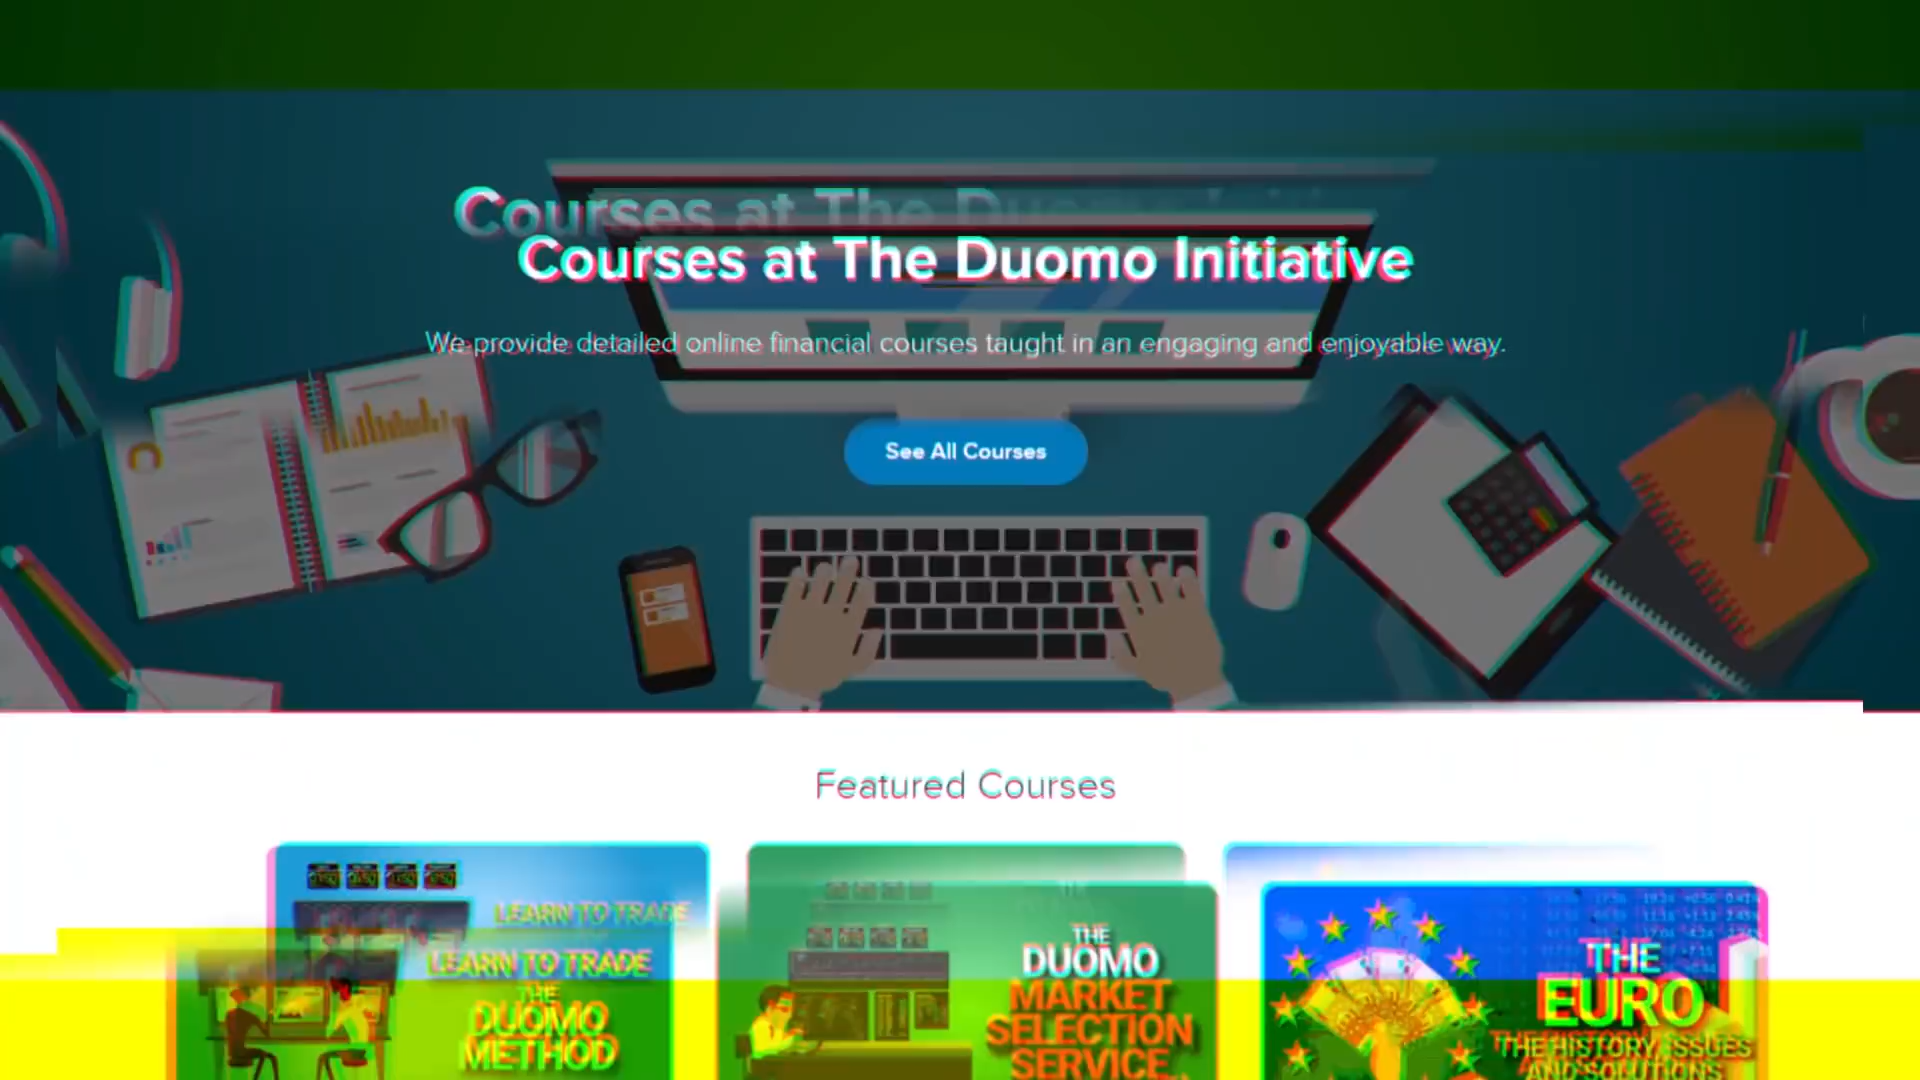 Courses at The Duomo
Courses at The Duomo Initiative
We provide detailed online financial courses taught in an engaging and enjoyable way.
See All Courses
Featured Courses
LEARN TO TRADE
LEARN TO TRADE
THE
DUOMO
METHOD
THE
DUOMO
MARKET
SELECTION
SERVICE
THE
EURO
THE HISTORY, ISSUES
AND SOLUTIONS